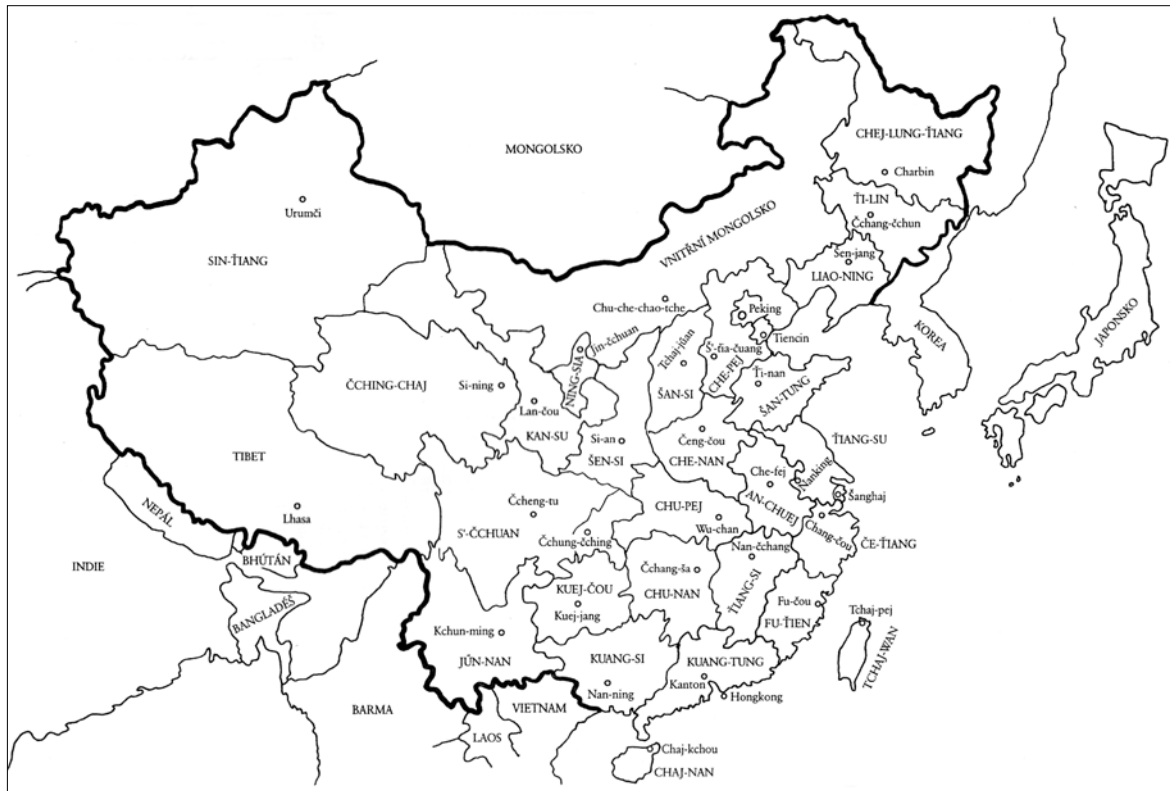 CHEJ-LUNG-ŤIANG
MONGOLSKO
Charbin
ŤI-LIN
Urumči
Čchang-čchun
VNITŘNÍ MONGOLSKO
Sen-jang
SIN-ŤIANG
LIAO-NING
Chu-che-chao-tche
Peking
JAPONSKO
Jin-čchuan
Tiencin
KOREA
Tchaj-jüan
S'-ťia-čuang
NING-SIA
CHE-PEJ
Ťi-nan
ČCHING-CHAJ
Si-ning
ŠAN-SI
ŠAN-TUNG
Lan-čou
KAN-SU
Si-an
Čeng-čou
ŤIANG-SU
TIBET
ŠEN-SI
CHE-NAN
Che-fej
Nanking
Šanghaj
NEPÁL
Lhasa
Čcheng-tu
CHU-PEJ
AN-CHUEJ
Wu-chan
Chang-čou
S'-ČCHUAN
Čchung-čching
ČE-ŤIANG
Nan-čchang
BHÚTÁN
INDIE
Čchang-ša
KUEJ-ČOU
CHU-NAN
ŤIANG-SI
BANGLADÉŠ
Kuej-jang
Fu-čou
Tchaj-pej
FU-ŤIEN
Kchun-ming
JÜN-NAN
KUANG-SI
KUANG-TUNG
TCHAJ-WAN
Kanton
Nan-ning
Hongkong
BARMA
VIETNAM
LAOS
Chaj-kchou
CHAJ-NAN